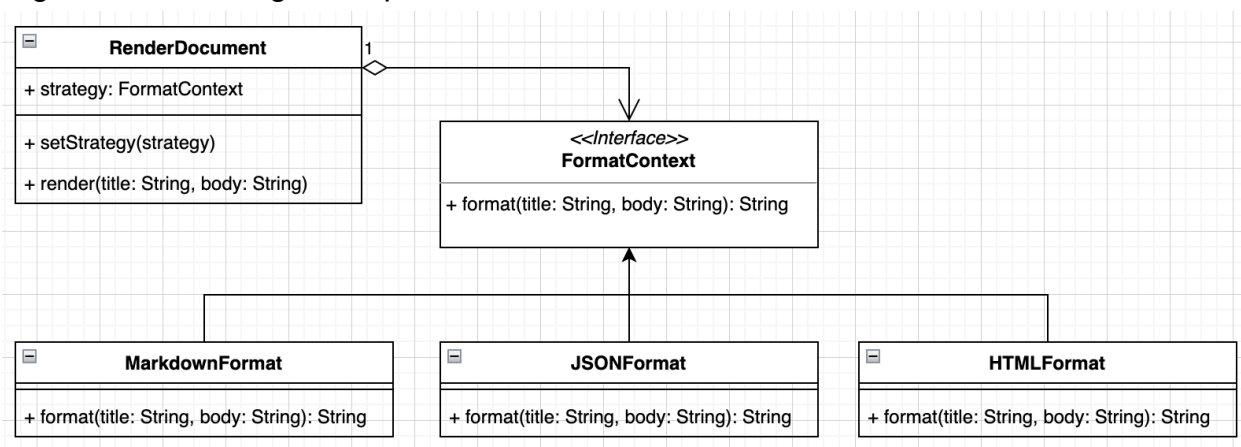 RenderDocument
1
+ strategy: FormatContext
+ setStrategy(strategy)
+ render(title: String, body: String)
<<Interface>>
FormatContext
+ format(title: String, body: String): String
MarkdownFormat
+ format(title: String, body: String): String
JSONFormat
+ format(title: String, body: String): String
HTMLFormat
+ format(title: String, body: String): String